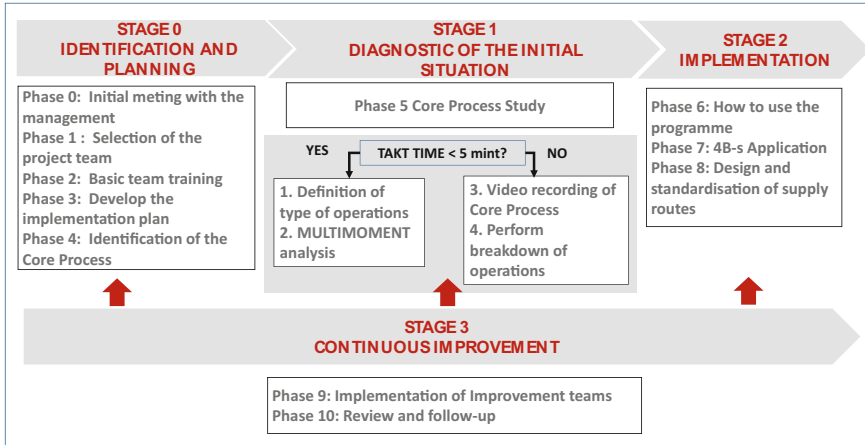 STAGE 0
IDENTIFICATION AND
PLANNING
STAGE 1
DIAGNOSTIC OF THE INITIAL
SITUATION
STAGE 2
IMPLEMENTATION
Phase 0: Initial meting with the
management
Phase 1 : Selection of the
project team
Phase 2: Basic team training
Phase 3: Develop the
implementation plan
Phase 4: Identification of the
Core Process
Phase 5 Core Process Study
YES
TAKT TIME < 5 mint?
NO
1. Definition of
type of operations
2. MULTIMOMENT
analysis
3. Video recording of
Core Process
4. Perform
breakdown of
operations
Phase 6: How to use the
programme
Phase 7: 4B-s Application
Phase 8: Design and
standardisation of supply
routes
STAGE 3
CONTINUOUS IMPROVEMENT
Phase 9: Implementation of Improvement teams
Phase 10: Review and follow-up